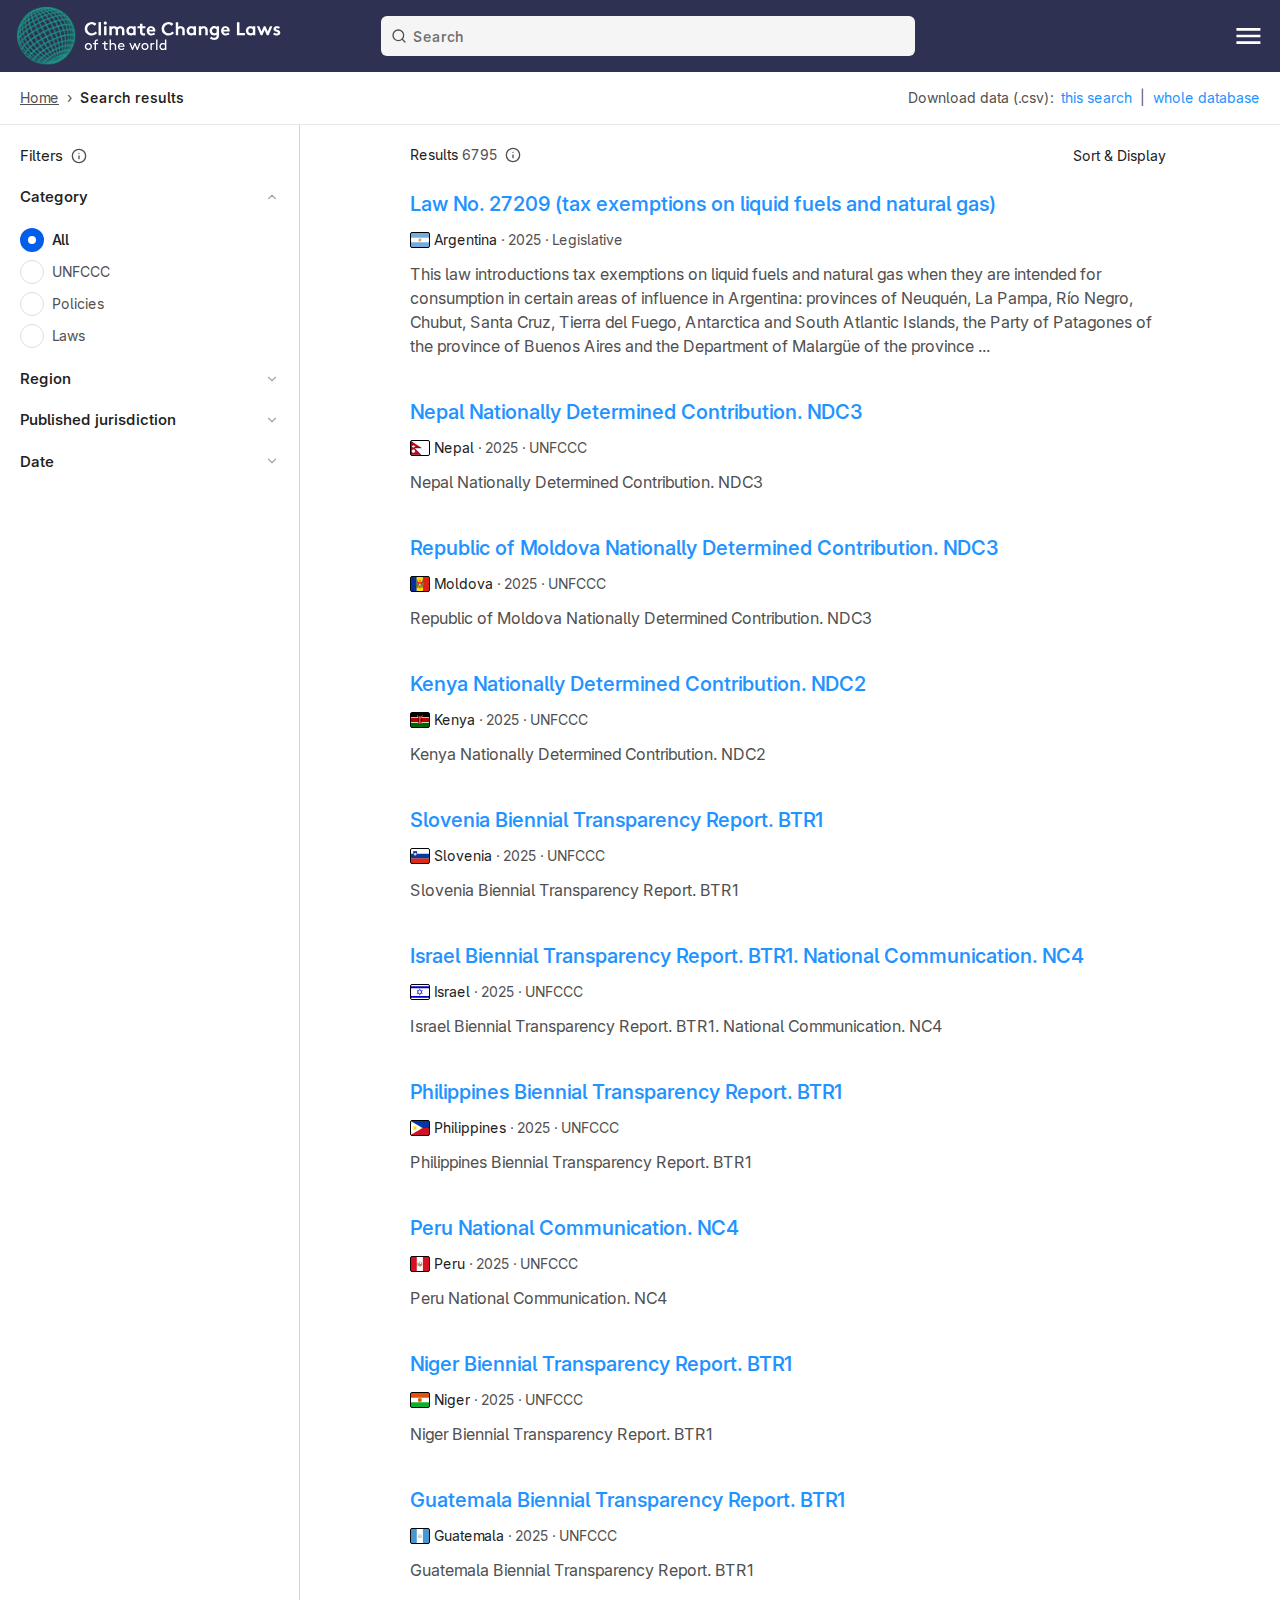 Climate Change Laws
of the world
Search
Home › Search results
Download data (.csv): this search | whole database
Filters
Category
All
UNFCCC
Policies
Laws
Region
Published jurisdiction
Date
Results 6795
Sort & Display
Law No. 27209 (tax exemptions on liquid fuels and natural gas)
Argentina · 2025 · Legislative
This law introductions tax exemptions on liquid fuels and natural gas when they are intended for
consumption in certain areas of influence in Argentina: provinces of Neuquén, La Pampa, Río Negro,
Chubut, Santa Cruz, Tierra del Fuego, Antarctica and South Atlantic Islands, the Party of Patagones of
the province of Buenos Aires and the Department of Malargüe of the province ...
Nepal Nationally Determined Contribution. NDC3
Nepal · 2025 · UNFCCC
Nepal Nationally Determined Contribution. NDC3
Republic of Moldova Nationally Determined Contribution. NDC3
Moldova · 2025 · UNFCCC
Republic of Moldova Nationally Determined Contribution. NDC3
Kenya Nationally Determined Contribution. NDC2
Kenya · 2025 · UNFCCC
Kenya Nationally Determined Contribution. NDC2
Slovenia Biennial Transparency Report. BTR1
Slovenia · 2025 · UNFCCC
Slovenia Biennial Transparency Report. BTR1
Israel Biennial Transparency Report. BTR1. National Communication. NC4
Israel · 2025 · UNFCCC
Israel Biennial Transparency Report. BTR1. National Communication. NC4
Philippines Biennial Transparency Report. BTR1
Philippines · 2025 · UNFCCC
Philippines Biennial Transparency Report. BTR1
Peru National Communication. NC4
Peru · 2025 · UNFCCC
Peru National Communication. NC4
Niger Biennial Transparency Report. BTR1
Niger · 2025 · UNFCCC
Niger Biennial Transparency Report. BTR1
Guatemala Biennial Transparency Report. BTR1
Guatemala · 2025 · UNFCCC
Guatemala Biennial Transparency Report. BTR1